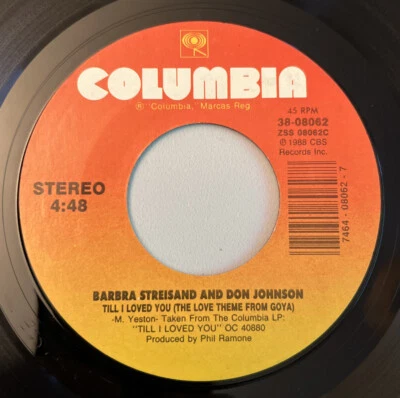 COLUMBIA
® Columbia, Marcas Reg.
45 RPM
38-08062
ZSS 08062C
℗ 1988 CBS
Records Inc.
STEREO
4:48
7464-08062-7
BARBRA STREISAND AND DON JOHNSON
TILL I LOVED YOU (THE LOVE THEME FROM GOYA)
-M. Yeston- Taken From The Columbia LP:
"TILL I LOVED YOU" OC 40880
Produced by Phil Ramone